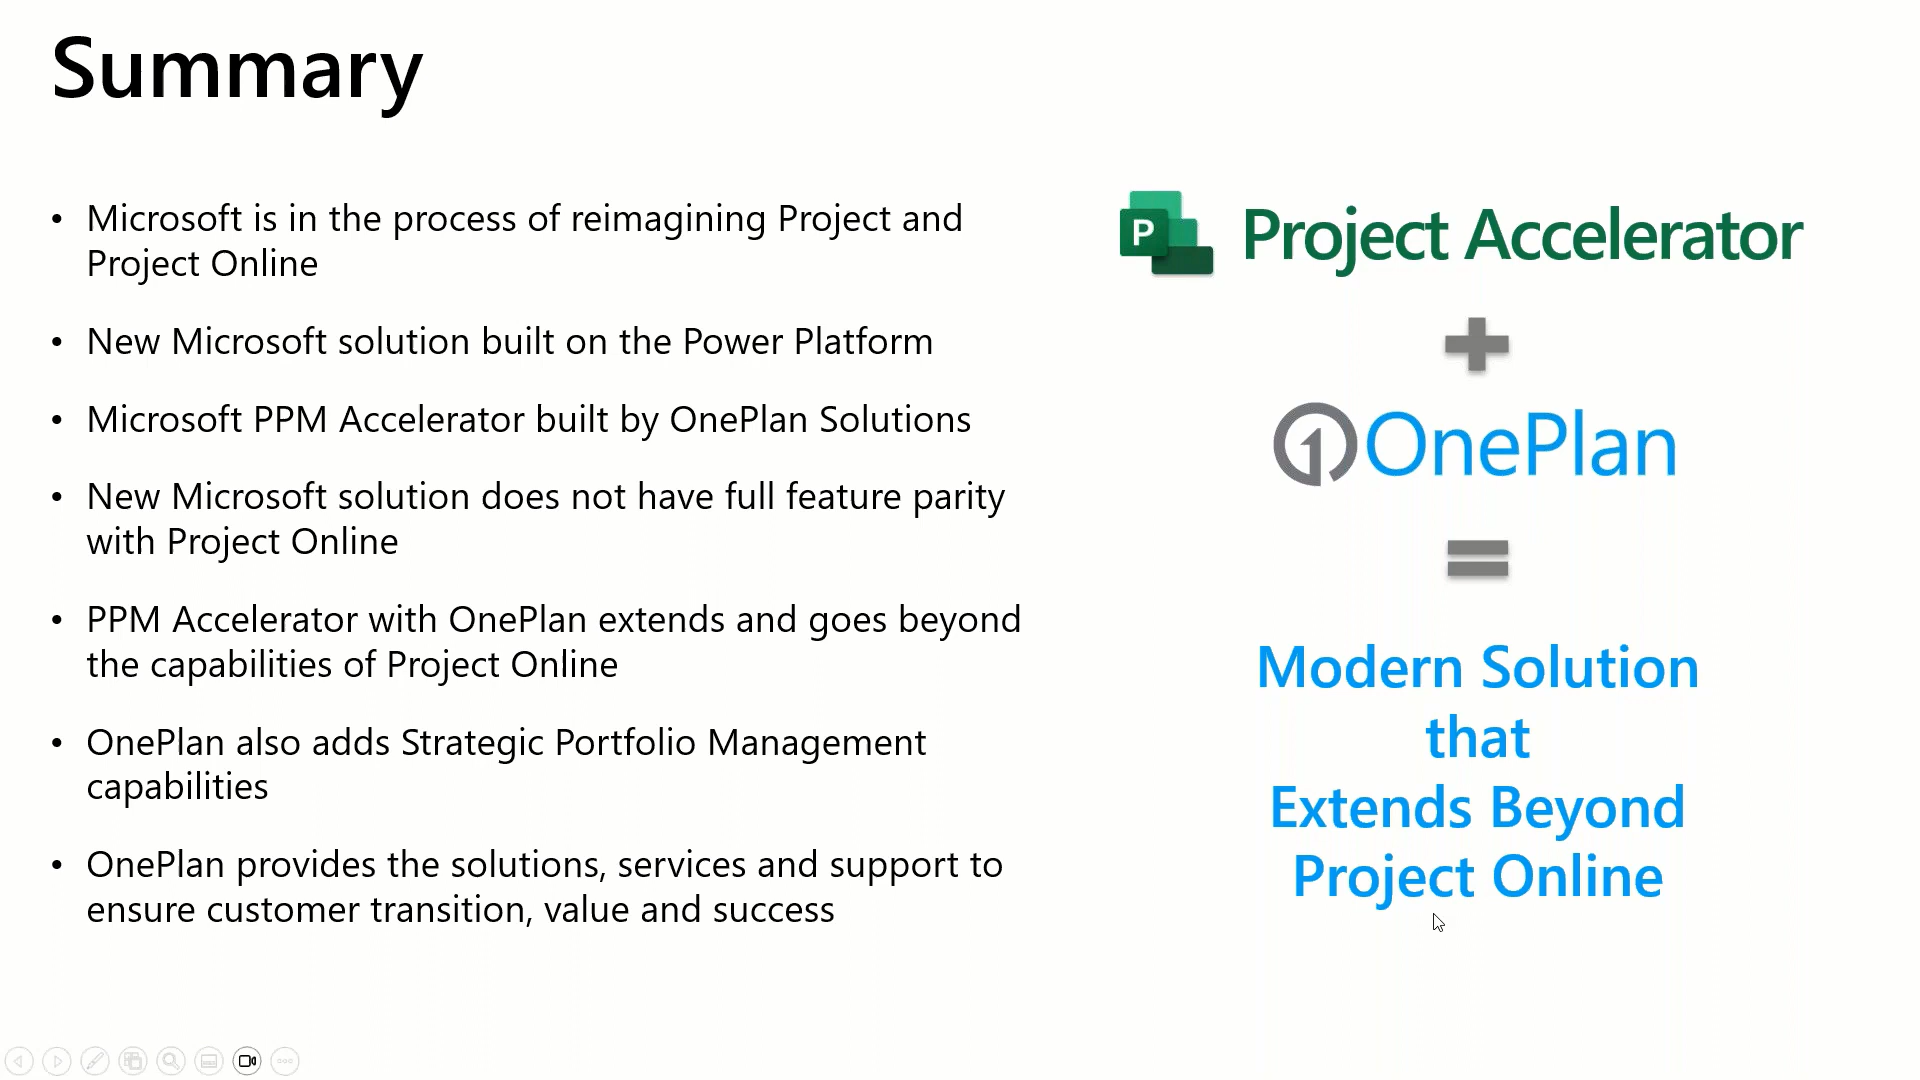 Summary
• Microsoft is in the process of reimagining Project and
Project Online
• New Microsoft solution built on the Power Platform
• Microsoft PPM Accelerator built by OnePlan Solutions
• New Microsoft solution does not have full feature parity
with Project Online
• PPM Accelerator with OnePlan extends and goes beyond
the capabilities of Project Online
• OnePlan also adds Strategic Portfolio Management
capabilities
• OnePlan provides the solutions, services and support to
ensure customer transition, value and success
P Project Accelerator
+
1 OnePlan
=
Modern Solution
that
Extends Beyond
Project Online